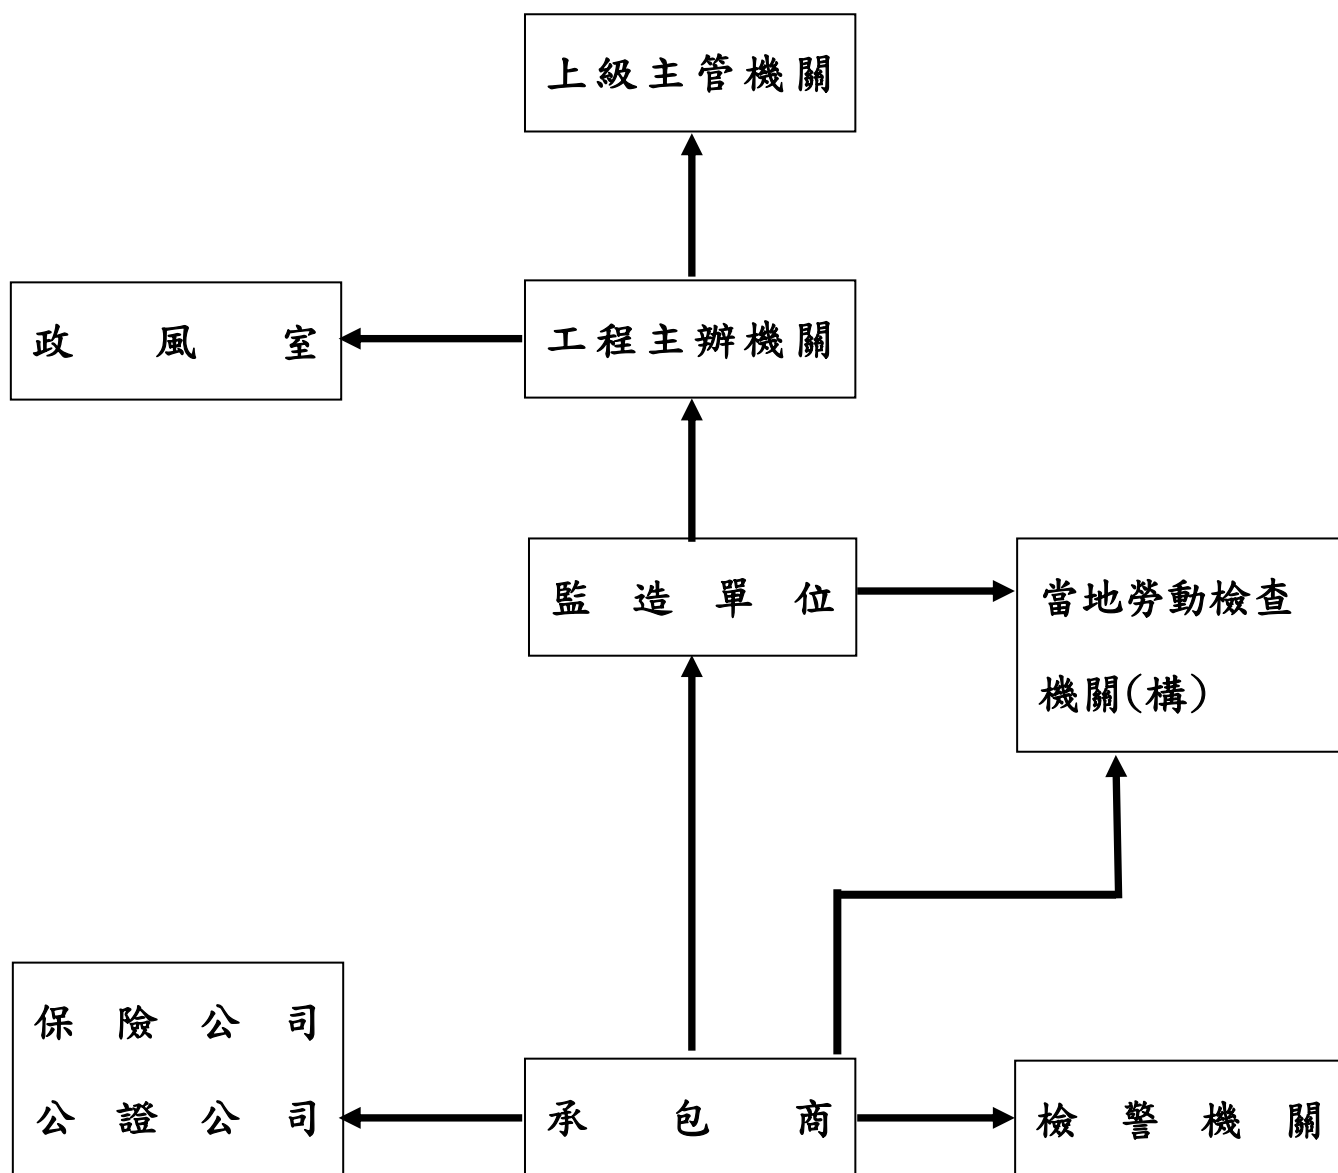 上級主管機關
政風室
工程主辦機關
監造單位
當地勞動檢查
機關(構)
保險公司
公證公司
承包商
檢警機關